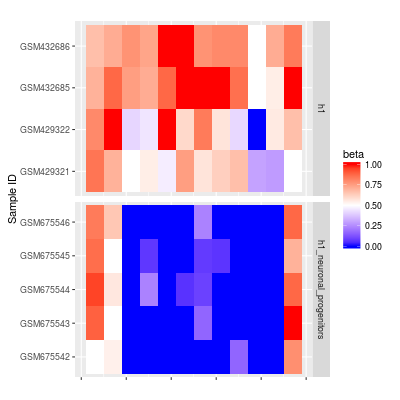 GSM432686
GSM432685
GSM429322
GSM429321
h1
GSM675546
GSM675545
GSM675544
GSM675543
GSM675542
h1_neuronal_progenitors
Sample ID
beta
1.00
0.75
0.50
0.25
0.00